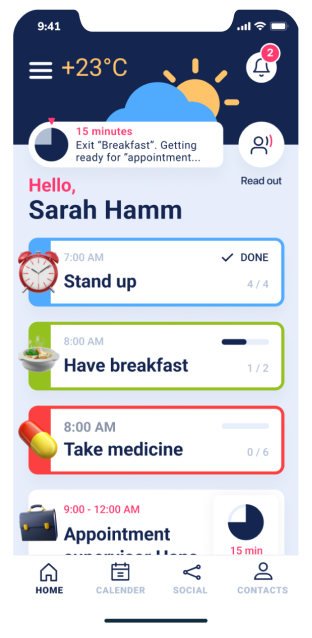 9:41
+23°C
2
15 minutes
Exit "Breakfast". Getting
ready for "appointment...
Read out
Hello,
Sarah Hamm
7:00 AM
DONE
Stand up
4 / 4
8:00 AM
Have breakfast
1 / 2
8:00 AM
Take medicine
0 / 6
9:00 - 12:00 AM
Appointment
15 min
HOME
CALENDER
SOCIAL
CONTACTS